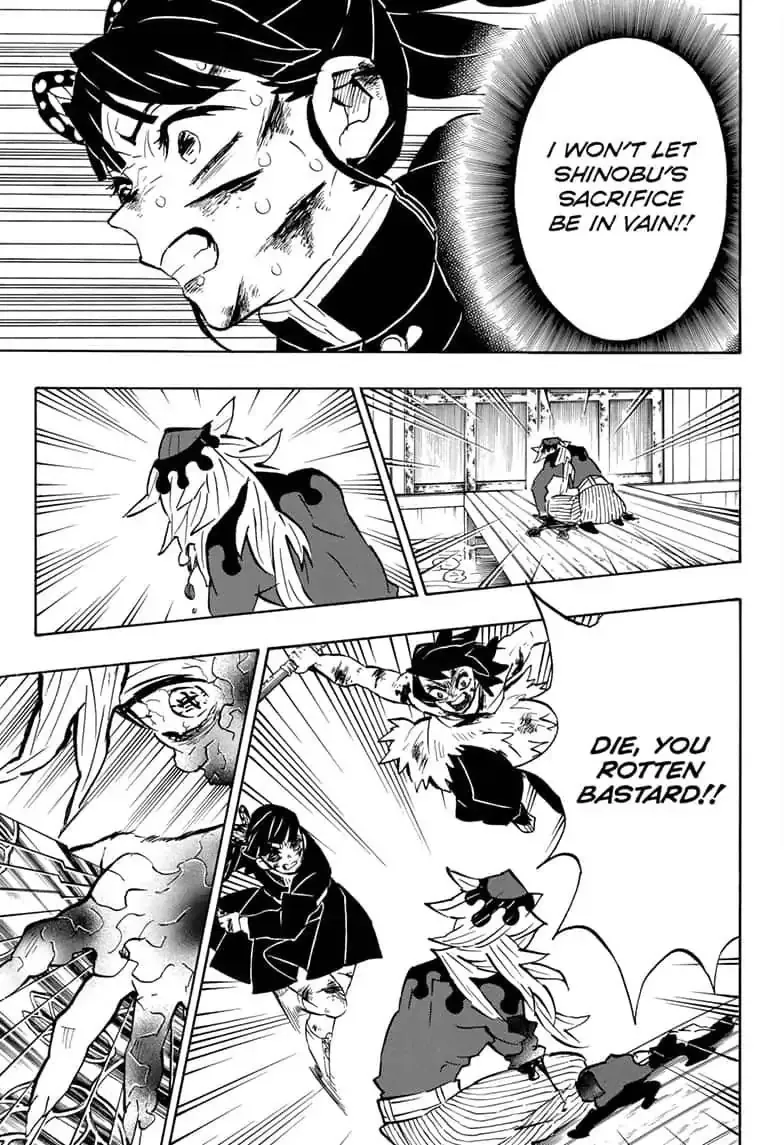 I WON'T LET
SHINOBU'S
SACRIFICE
BE IN VAIN!!
DIE, YOU
ROTTEN
BASTARD!!